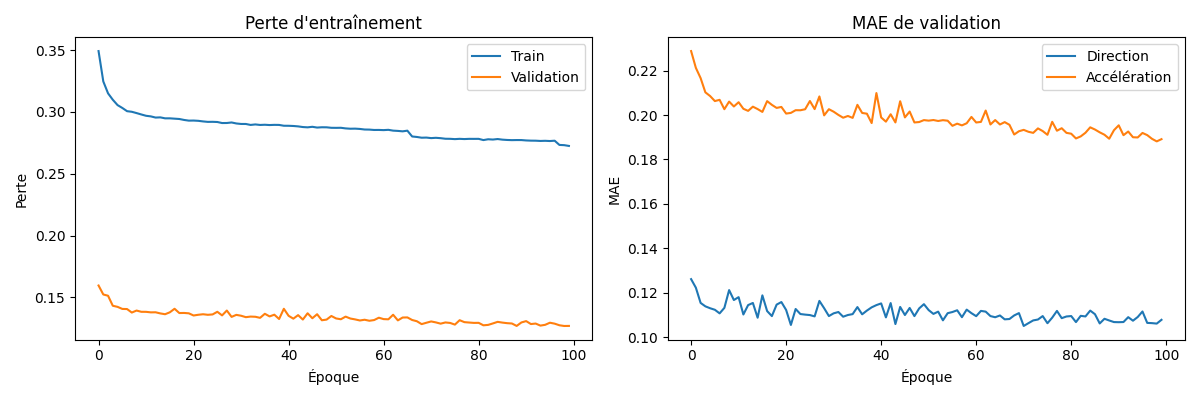 Perte d'entraînement
0.35
0.30
0.25
0.20
0.15
Perte
Train
Validation
0 20 40 60 80 100
Époque
MAE de validation
0.22
0.20
0.18
0.16
0.14
0.12
0.10
MAE
Direction
Accélération
0 20 40 60 80 100
Époque